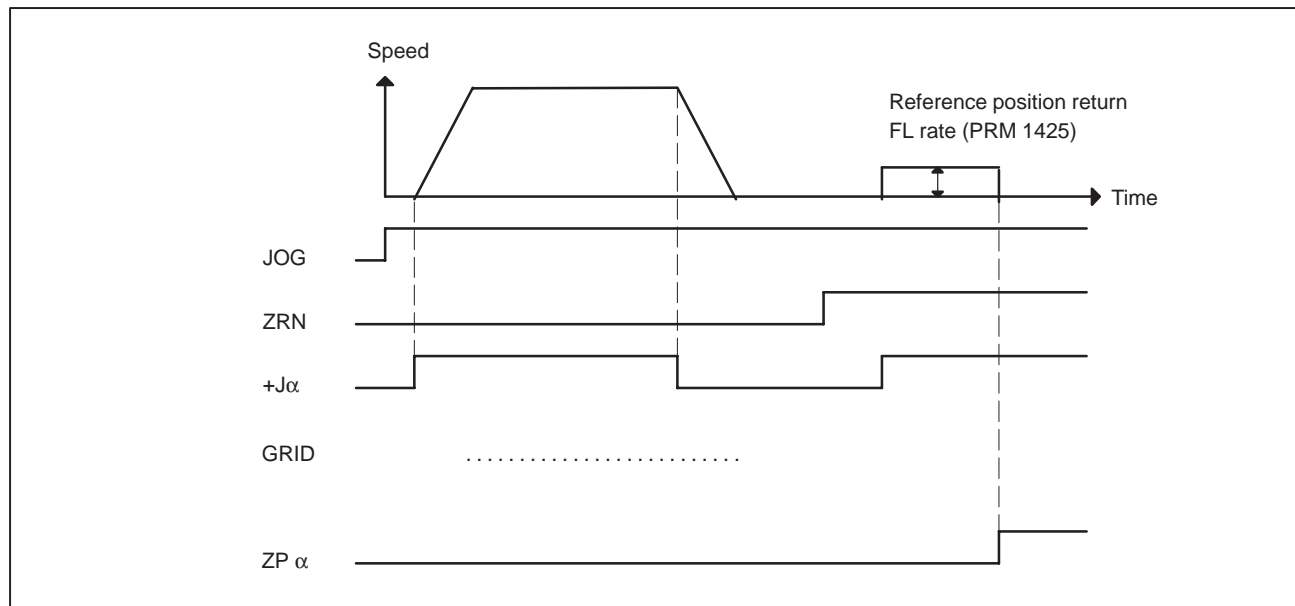 Speed
Reference position return
FL rate (PRM 1425)
Time
JOG
ZRN
+Jα
GRID
ZP α